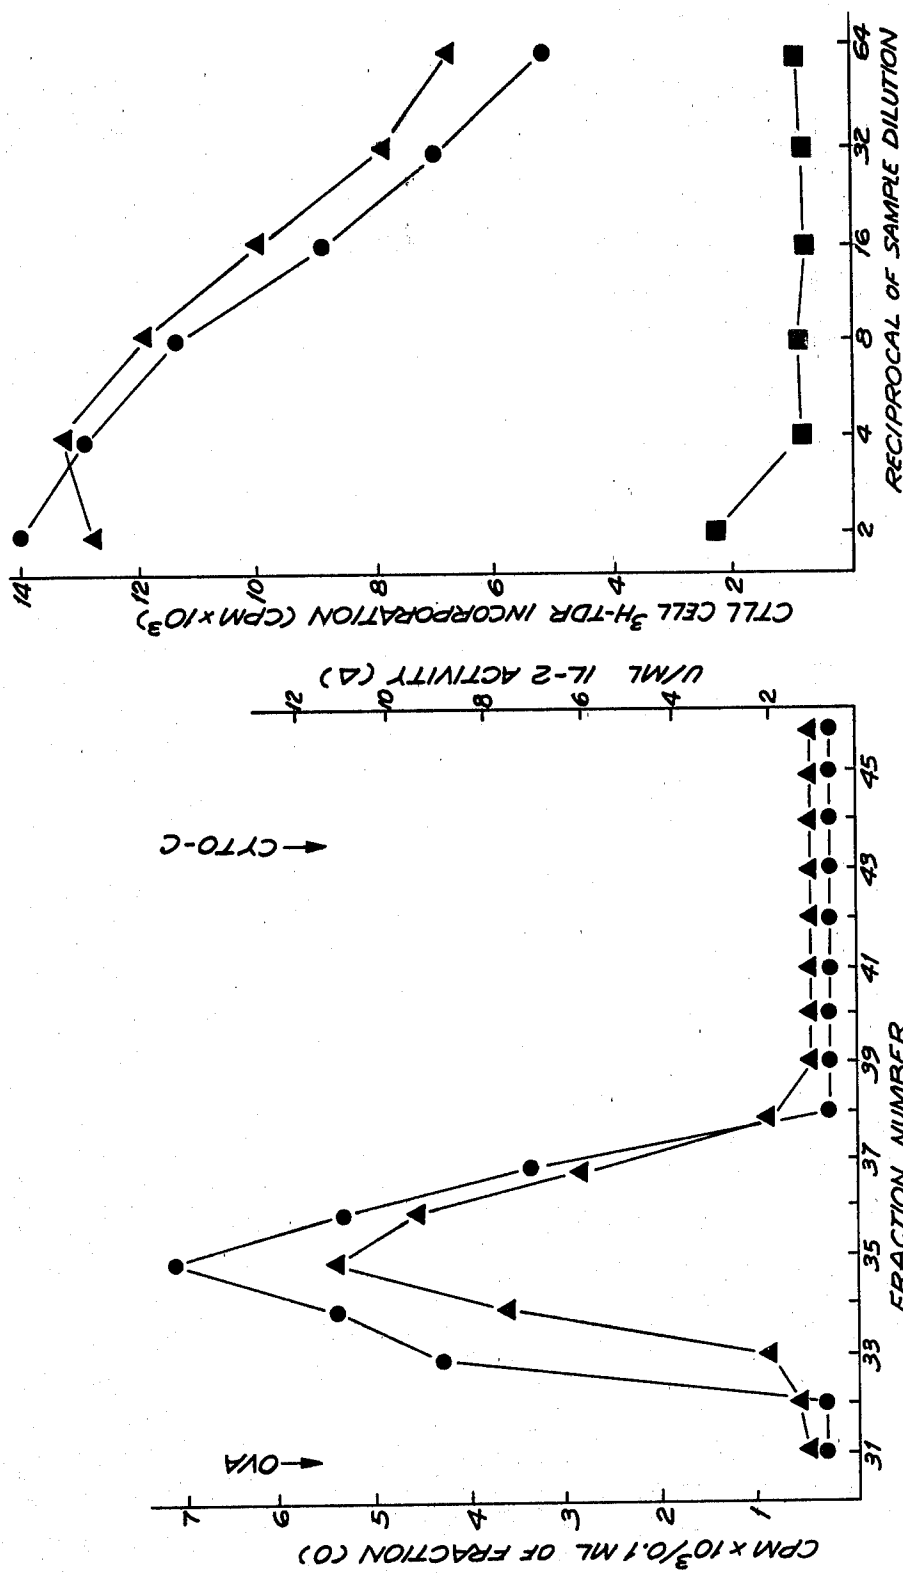 CPM x 10³/0.1 ML OF FRACTION (O)
7
6
5
4
3
2
1
OVA
CYTO-C
U/ML IL-2 ACTIVITY (Δ)
12
10
8
6
4
2
31 33 35 37 39 41 43 45
FRACTION NUMBER
CTLL CELL ³H-TDR INCORPORATION (CPM x 10³)
14
12
10
8
6
4
2
2 4 8 16 32 64
RECIPROCAL OF SAMPLE DILUTION